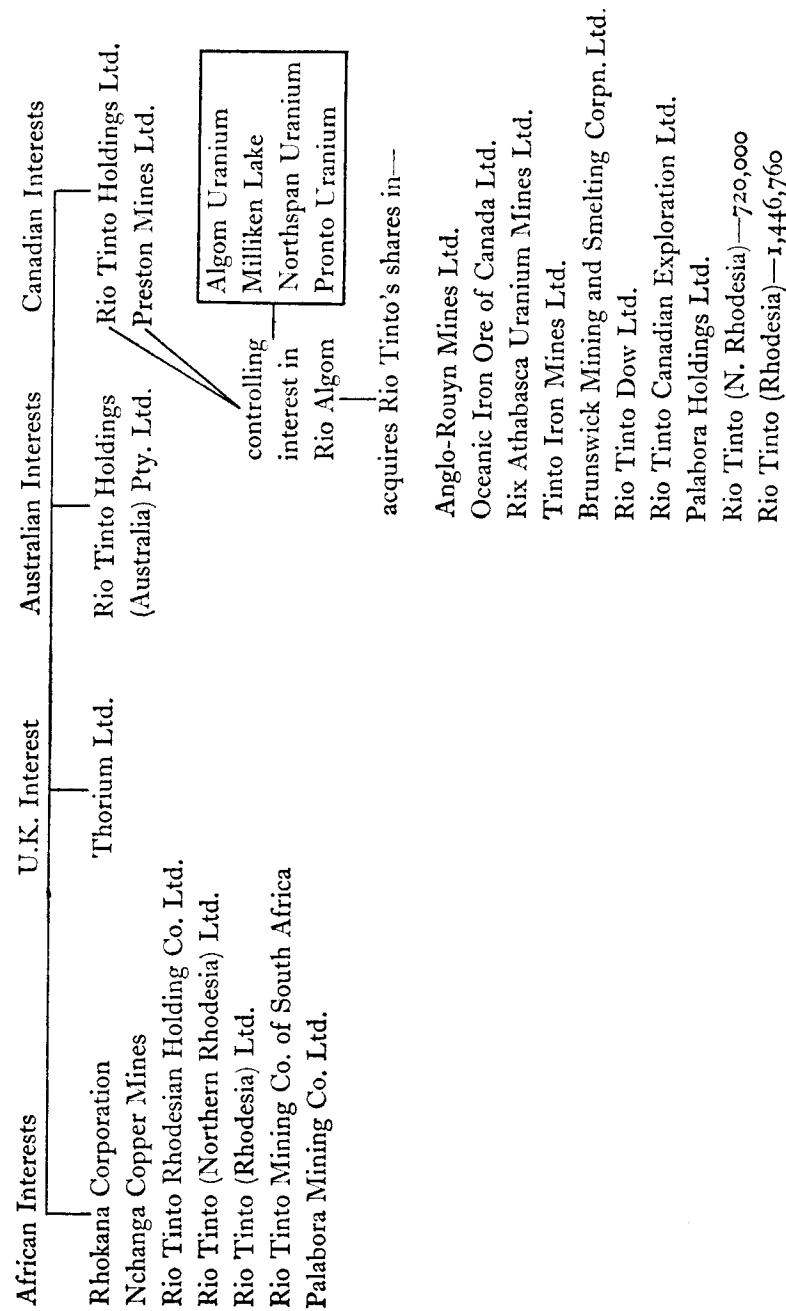 African Interests
U.K. Interest
Australian Interests
Canadian Interests
Rhokana Corporation
Nchanga Copper Mines
Rio Tinto Rhodesian Holding Co. Ltd.
Rio Tinto (Northern Rhodesia) Ltd.
Rio Tinto (Rhodesia) Ltd.
Rio Tinto Mining Co. of South Africa
Palabora Mining Co. Ltd.
Thorium Ltd.
Rio Tinto Holdings
(Australia) Pty. Ltd.
Rio Tinto Holdings Ltd.
Preston Mines Ltd.
controlling
interest in
Rio Algom
Algom Uranium
Milliken Lake
Northspan Uranium
Pronto Uranium
acquires Rio Tinto's shares in—
Anglo-Rouyn Mines Ltd.
Oceanic Iron Ore of Canada Ltd.
Rix Athabasca Uranium Mines Ltd.
Tinto Iron Mines Ltd.
Brunswick Mining and Smelting Corpn. Ltd.
Rio Tinto Dow Ltd.
Rio Tinto Canadian Exploration Ltd.
Palabora Holdings Ltd.
Rio Tinto (N. Rhodesia)—720,000
Rio Tinto (Rhodesia)—1,446,760